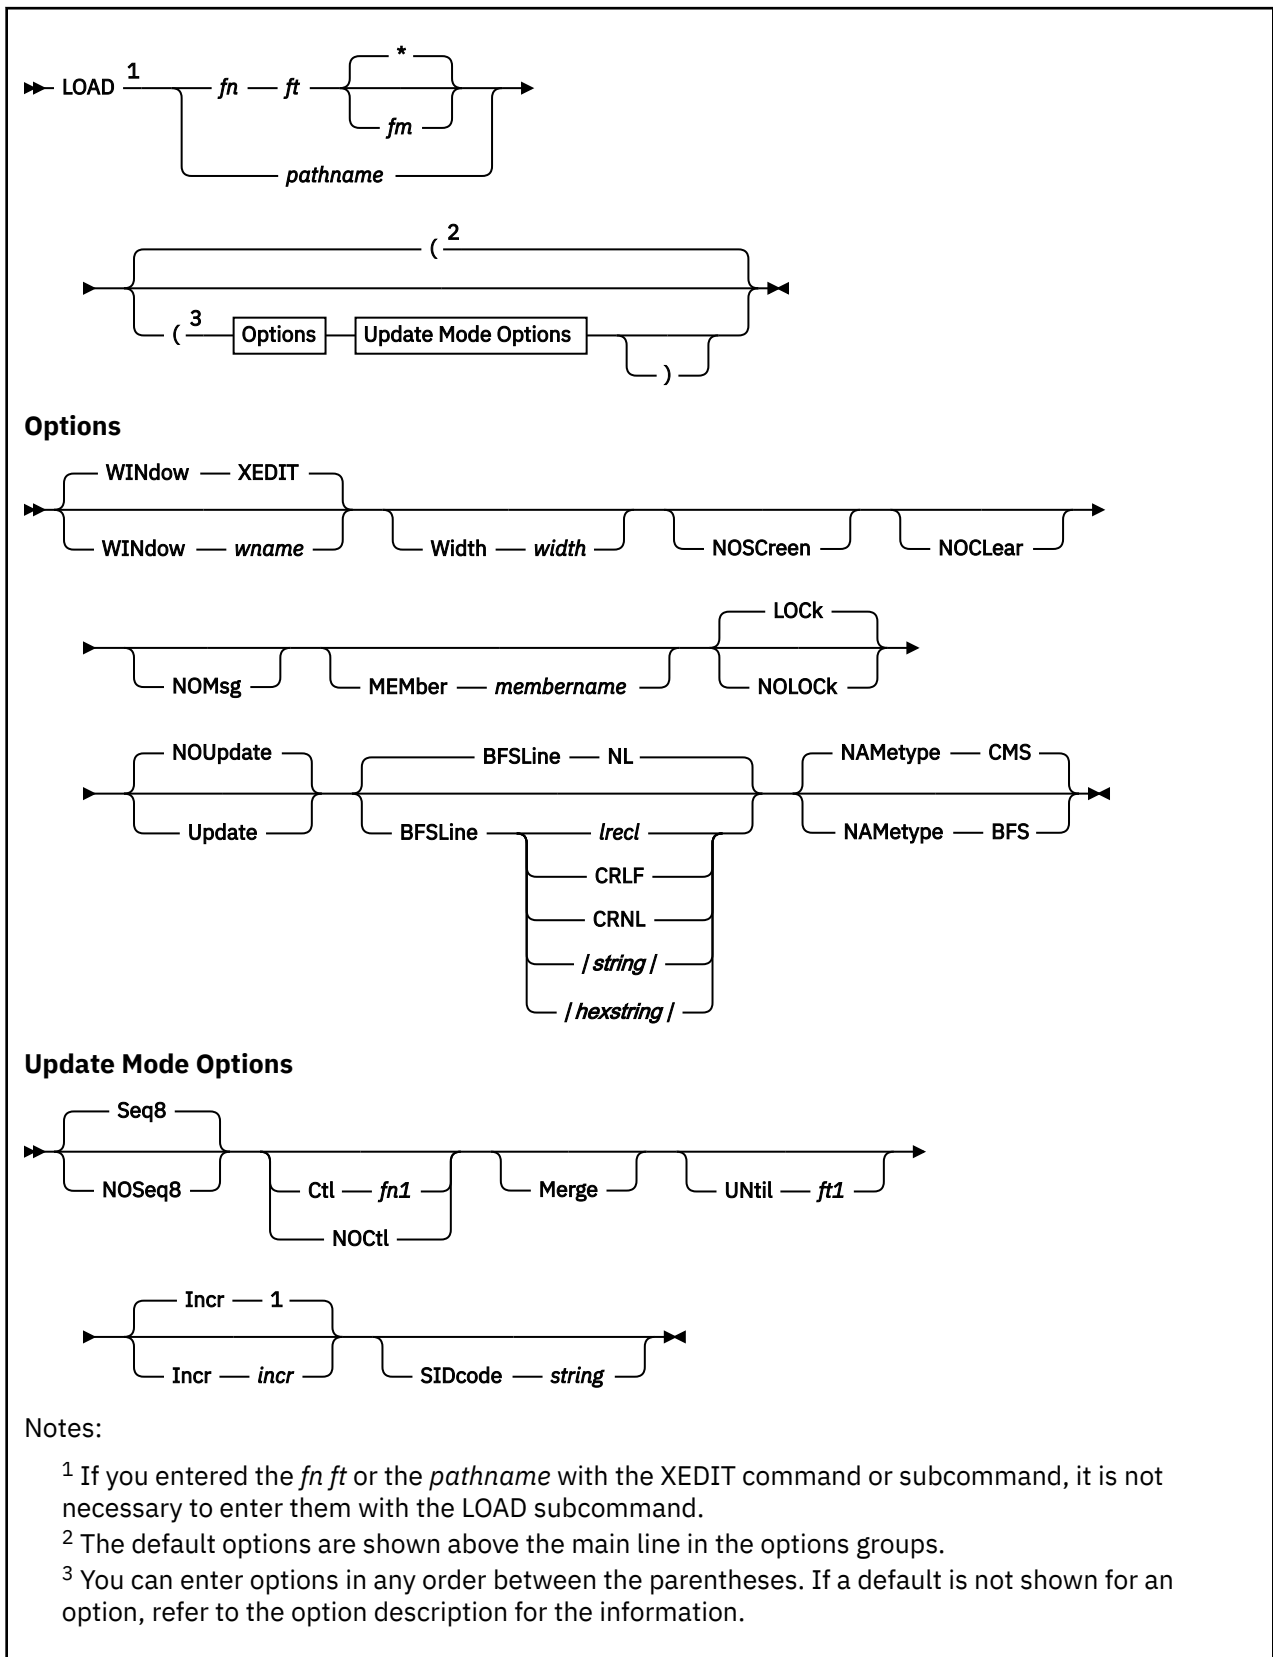 *
LOAD 1 fn ft
fm
pathname
( 2
( 3 Options Update Mode Options
)
Options
WINdow XEDIT
WINdow wname Width width NOSCreen NOCLear
LOCk
NOMsg MEMber membername NOLOCk
NOUpdate BFSLine NL NAMetype CMS
Update BFSLine lrecl NAMetype BFS
CRLF
CRNL
/string/
/hexstring/
Update Mode Options
Seq8
NOSeq8 Ctl fn1 Merge UNtil ft1
NOCtl
Incr 1
Incr incr SIDcode string
Notes:
1 If you entered the fn ft or the pathname with the XEDIT command or subcommand, it is not
necessary to enter them with the LOAD subcommand.
2 The default options are shown above the main line in the options groups.
3 You can enter options in any order between the parentheses. If a default is not shown for an
option, refer to the option description for the information.